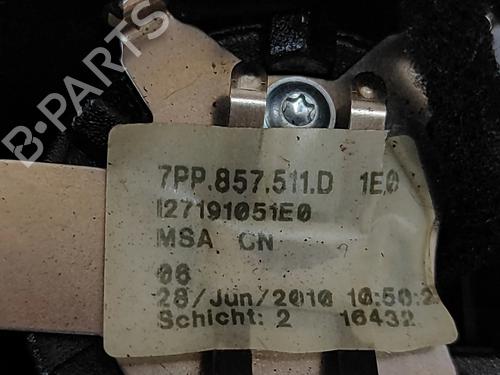 B-PARTS
7PP.857.511.D 1E0
I27191051E0
MSA CN
06
28/Jun/2010 10:50:2
Schicht: 2 16432